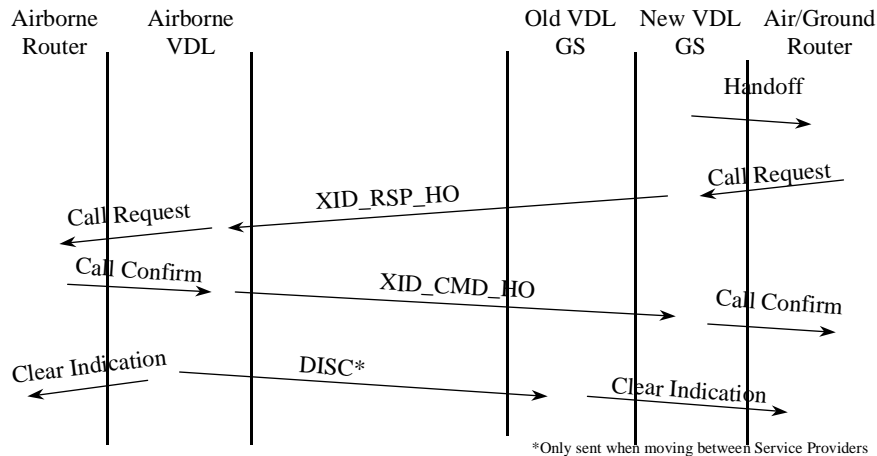 Airborne Router
Airborne VDL
Old VDL GS
New VDL GS
Air/Ground Router
Handoff
Call Request
XID_RSP_HO
Call Request
Call Confirm
XID_CMD_HO
Call Confirm
Clear Indication
DISC*
Clear Indication
*Only sent when moving between Service Providers